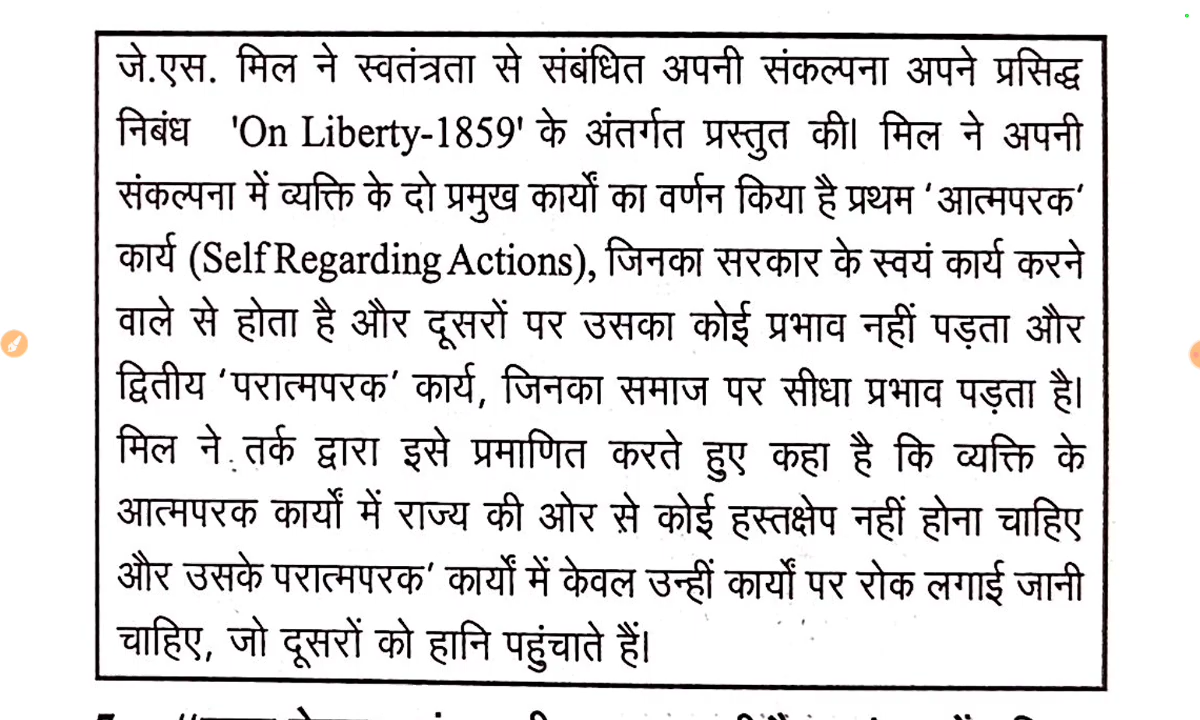 जे.एस. मिल ने स्वतंत्रता से संबंधित अपनी संकल्पना अपने प्रसिद्ध
निबंध 'On Liberty-1859' के अंतर्गत प्रस्तुत की। मिल ने अपनी
संकल्पना में व्यक्ति के दो प्रमुख कार्यों का वर्णन किया है प्रथम ‘आत्मपरक’
कार्य (Self Regarding Actions), जिनका सरकार के स्वयं कार्य करने
वाले से होता है और दूसरों पर उसका कोई प्रभाव नहीं पड़ता और
द्वितीय ‘परात्मपरक’ कार्य, जिनका समाज पर सीधा प्रभाव पड़ता है।
मिल ने तर्क द्वारा इसे प्रमाणित करते हुए कहा है कि व्यक्ति के
आत्मपरक कार्यों में राज्य की ओर से कोई हस्तक्षेप नहीं होना चाहिए
और उसके परात्मपरक’ कार्यों में केवल उन्हीं कार्यों पर रोक लगाई जानी
चाहिए, जो दूसरों को हानि पहुंचाते हैं।